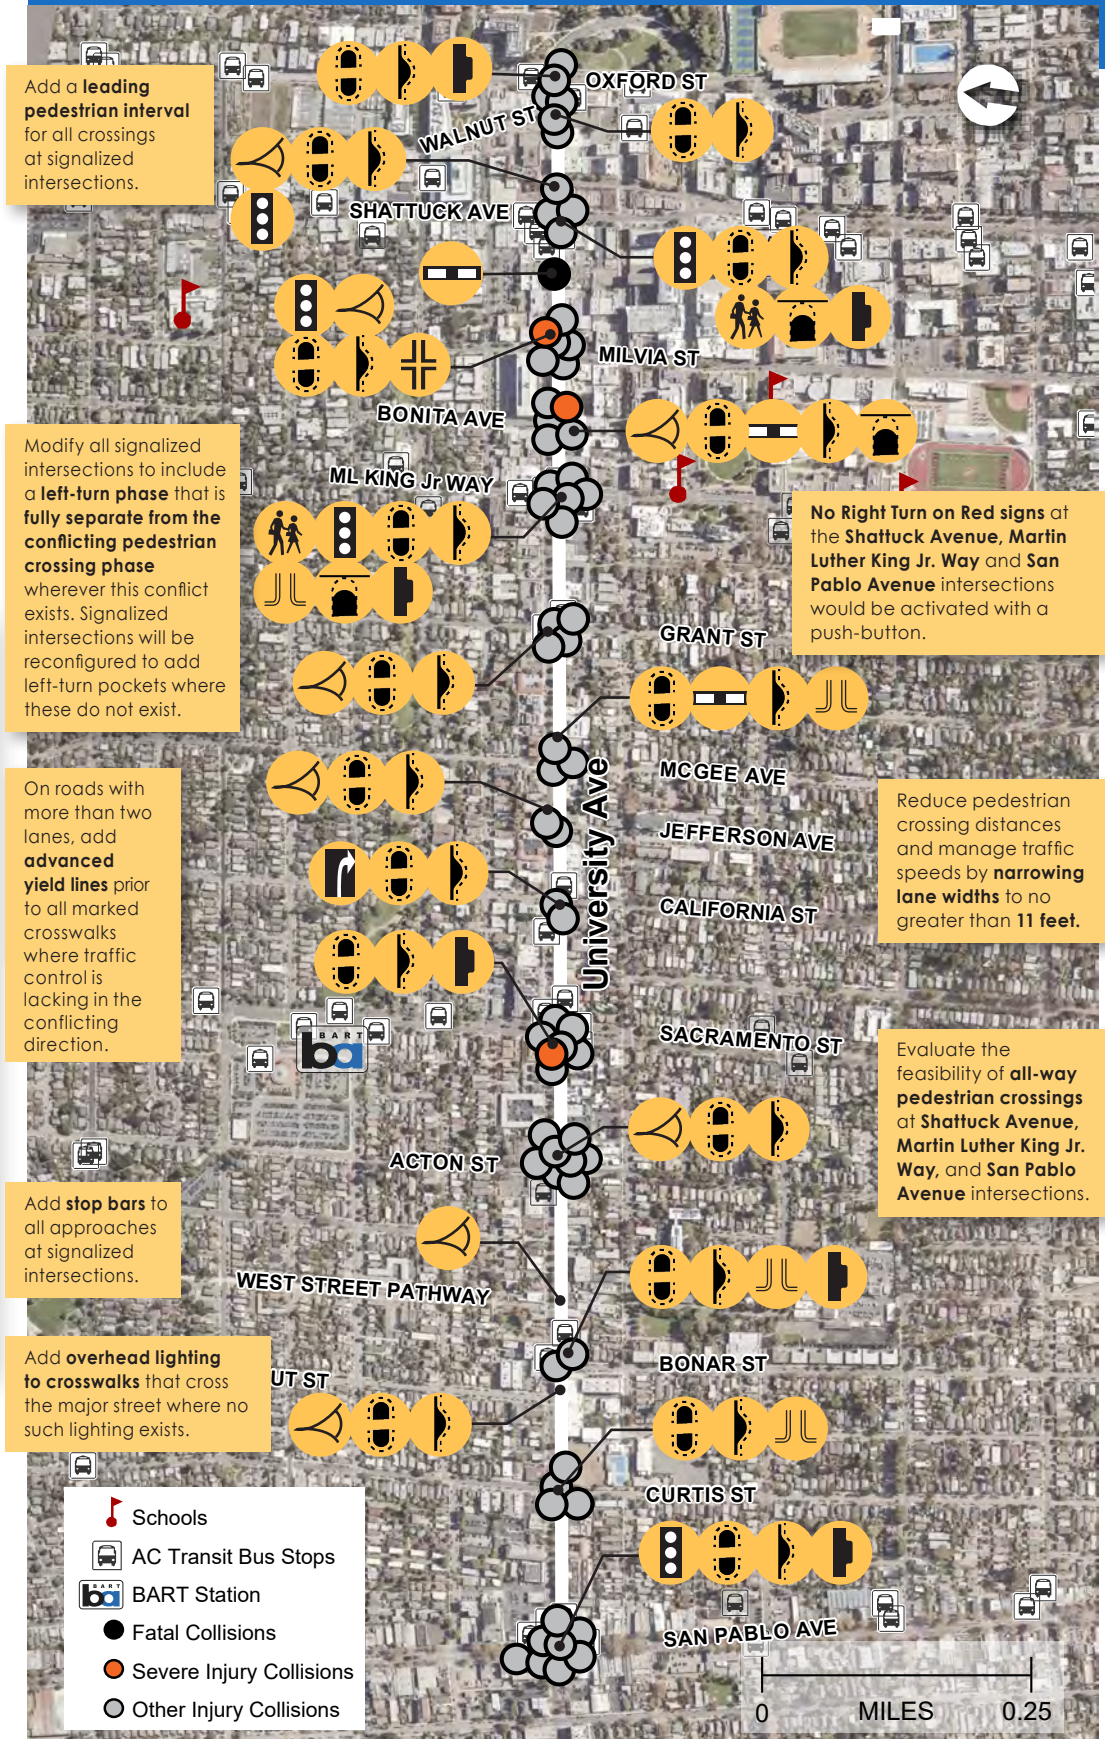 OXFORD ST
WALNUT ST
SHATTUCK AVE
MILVIA ST
BONITA AVE
ML KING Jr WAY
GRANT ST
MCGEE AVE
JEFFERSON AVE
CALIFORNIA ST
University Ave
SACRAMENTO ST
ACTON ST
WEST STREET PATHWAY
BONAR ST
UT ST
CURTIS ST
SAN PABLO AVE
Add a leading
pedestrian interval
for all crossings
at signalized
intersections.
Modify all signalized
intersections to include
a left-turn phase that is
fully separate from the
conflicting pedestrian
crossing phase
wherever this conflict
exists. Signalized
intersections will be
reconfigured to add
left-turn pockets where
these do not exist.
No Right Turn on Red signs at
the Shattuck Avenue, Martin
Luther King Jr. Way and San
Pablo Avenue intersections
would be activated with a
push-button.
On roads with
more than two
lanes, add
advanced
yield lines prior
to all marked
crosswalks
where traffic
control is
lacking in the
conflicting
direction.
Reduce pedestrian
crossing distances
and manage traffic
speeds by narrowing
lane widths to no
greater than 11 feet.
BART
ba
Evaluate the
feasibility of all-way
pedestrian crossings
at Shattuck Avenue,
Martin Luther King Jr.
Way, and San Pablo
Avenue intersections.
Add stop bars to
all approaches
at signalized
intersections.
Add overhead lighting
to crosswalks that cross
the major street where no
such lighting exists.
Schools
AC Transit Bus Stops
BART
ba
BART Station
Fatal Collisions
Severe Injury Collisions
Other Injury Collisions
0 MILES 0.25